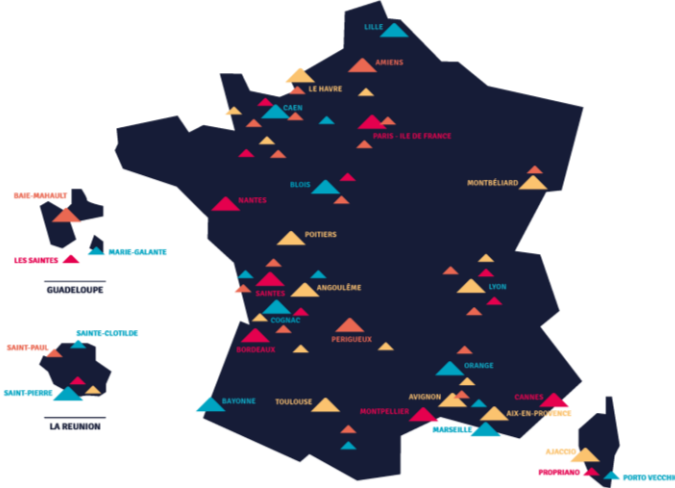 LILLE
AMIENS
LE HAVRE
CAEN
PARIS - ILE DE FRANCE
BLOIS
MONTBÉLIARD
BAIE-MAHAULT
NANTES
POITIERS
MARIE-GALANTE
LES SAINTES
GUADELOUPE
SAINTES
ANGOULÊME
LYON
COGNAC
SAINTE-CLOTILDE
SAINT-PAUL
PERIGUEUX
BORDEAUX
ORANGE
SAINT-PIERRE
BAYONNE
TOULOUSE
AVIGNON
CANNES
MONTPELLIER
AIX-EN-PROVENCE
LA REUNION
MARSEILLE
AJACCIO
PROPRIANO
PORTO VECCHI